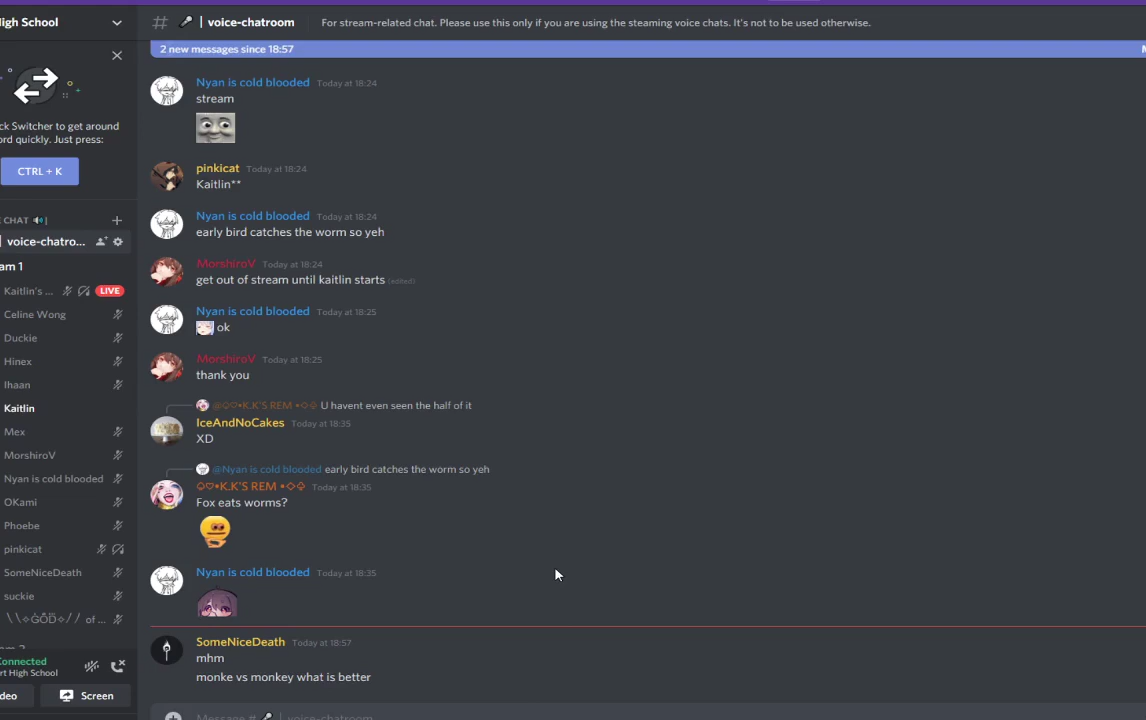 igh School
voice-chatroom
For stream-related chat. Please use this only if you are using the steaming voice chats. It's not to be used otherwise.
2 new messages since 18:57
ck Switcher to get around
ord quickly. Just press:
CTRL + K
CHAT
voice-chatro...
am 1
Kaitlin's ...
LIVE
Celine Wong
Duckie
Hinex
Ihaan
Kaitlin
Mex
MorshiroV
Nyan is cold blooded
OKami
Phoebe
pinkicat
SomeNiceDeath
suckie
of ...
Connected
rt High School
deo
Screen
Nyan is cold blooded Today at 18:24
stream
pinkicat Today at 18:24
Kaitlin**
Nyan is cold blooded Today at 18:24
early bird catches the worm so yeh
MorshiroV Today at 18:24
get out of stream until kaitlin starts (edited)
Nyan is cold blooded Today at 18:25
ok
MorshiroV Today at 18:25
thank you
@♤♡•K.K'S REM •◇♤ U havent even seen the half of it
IceAndNoCakes Today at 18:35
XD
@Nyan is cold blooded early bird catches the worm so yeh
♤♡•K.K'S REM •◇♤ Today at 18:35
Fox eats worms?
Nyan is cold blooded Today at 18:35
SomeNiceDeath Today at 18:57
mhm
monke vs monkey what is better
Message # voice-chatroom